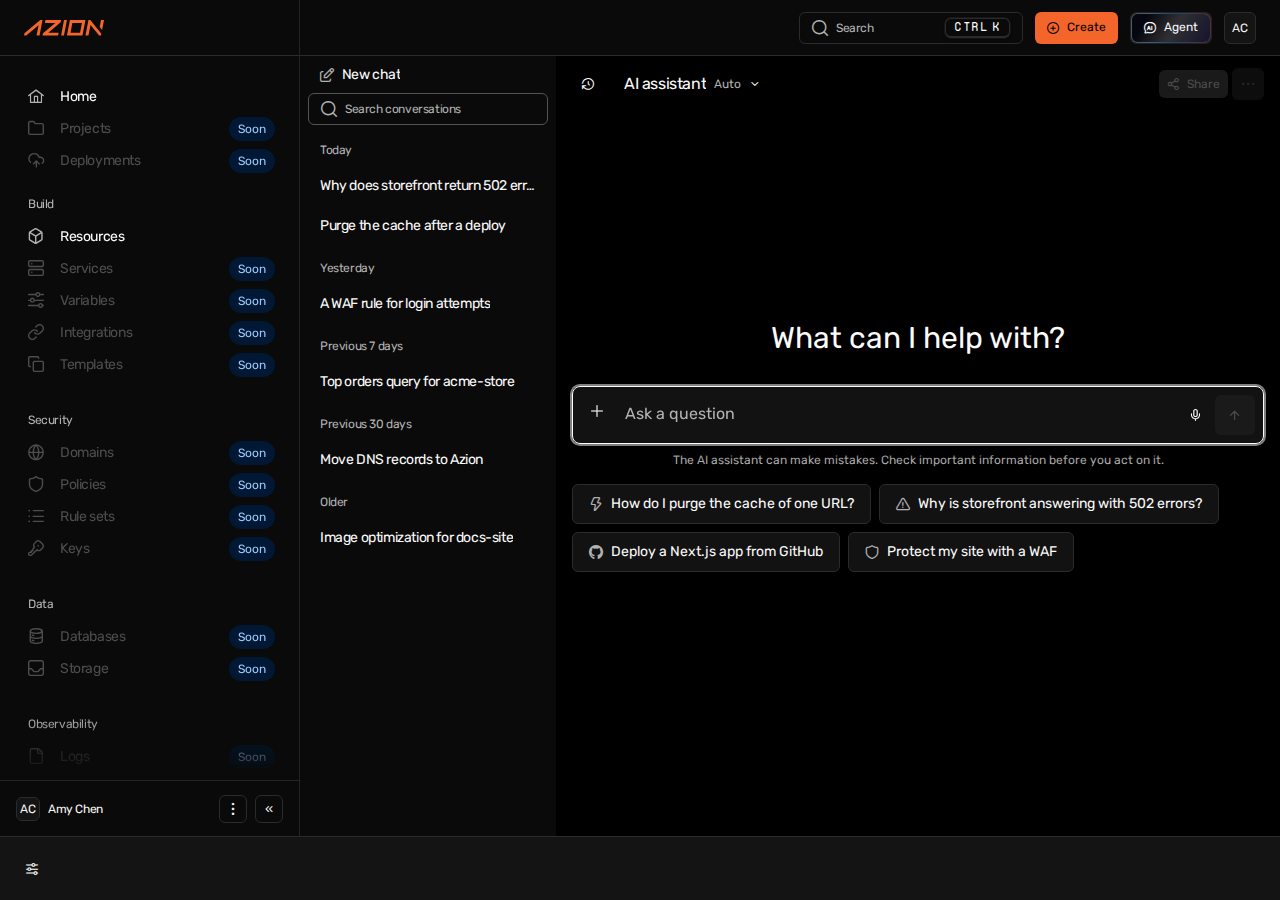 AZION
Search
CTRL K
Create
Agent
AC
Home
Projects
Soon
Deployments
Soon
Build
Resources
Services
Soon
Variables
Soon
Integrations
Soon
Templates
Soon
Security
Domains
Soon
Policies
Soon
Rule sets
Soon
Keys
Soon
Data
Databases
Soon
Storage
Soon
Observability
Logs
Soon
AC
Amy Chen
New chat
Search conversations
Today
Why does storefront return 502 err...
Purge the cache after a deploy
Yesterday
A WAF rule for login attempts
Previous 7 days
Top orders query for acme-store
Previous 30 days
Move DNS records to Azion
Older
Image optimization for docs-site
AI assistant
Auto
Share
What can I help with?
Ask a question
The AI assistant can make mistakes. Check important information before you act on it.
How do I purge the cache of one URL?
Why is storefront answering with 502 errors?
Deploy a Next.js app from GitHub
Protect my site with a WAF